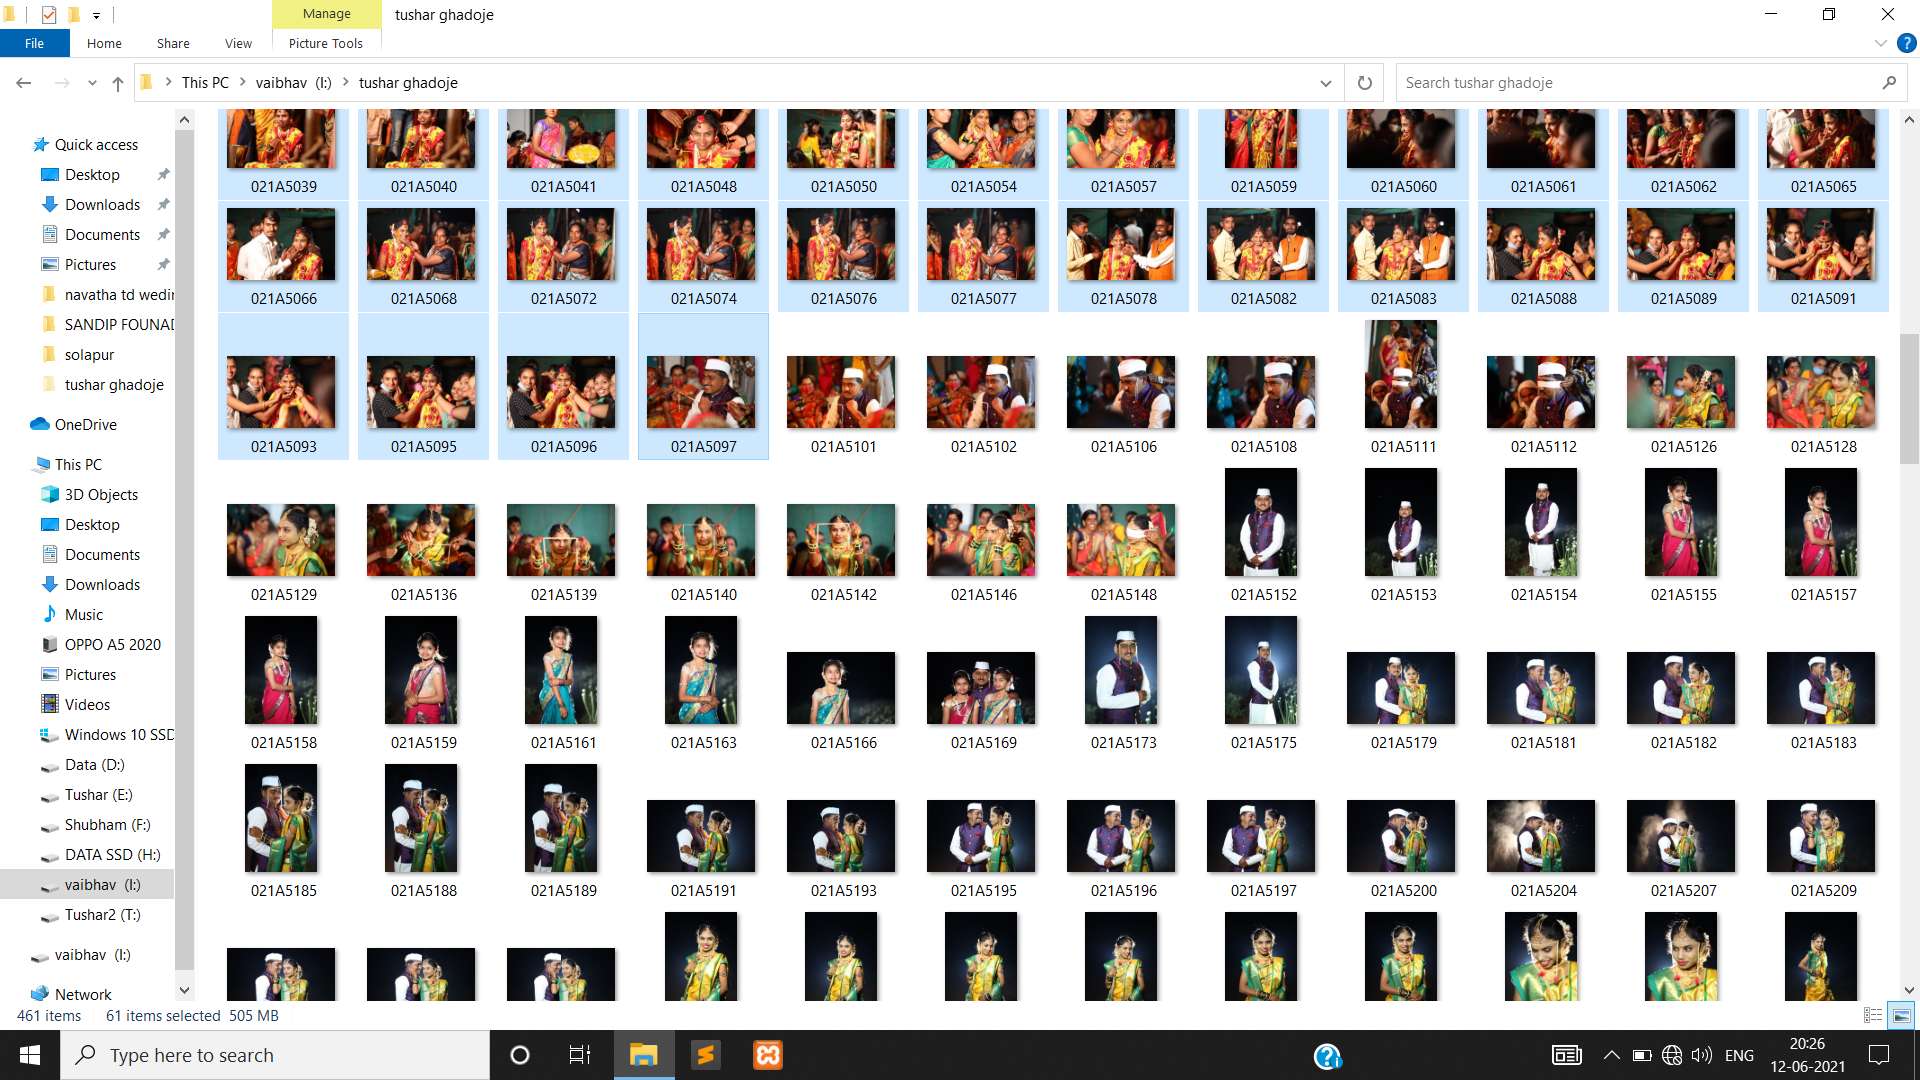 Manage
tushar ghadoje
File
Home
Share
View
Picture Tools
This PC
vaibhav (I:)
tushar ghadoje
Search tushar ghadoje
Quick access
Desktop
Downloads
Documents
Pictures
navatha td wedin
SANDIP FOUNAD
solapur
tushar ghadoje
OneDrive
This PC
3D Objects
Desktop
Documents
Downloads
Music
OPPO A5 2020
Pictures
Videos
Windows 10 SSD
Data (D:)
Tushar (E:)
Shubham (F:)
DATA SSD (H:)
vaibhav (I:)
Tushar2 (T:)
vaibhav (I:)
Network
021A5039 021A5040 021A5041 021A5048 021A5050 021A5054 021A5057 021A5059 021A5060 021A5061 021A5062 021A5065
021A5066 021A5068 021A5072 021A5074 021A5076 021A5077 021A5078 021A5082 021A5083 021A5088 021A5089 021A5091
021A5093 021A5095 021A5096 021A5097 021A5101 021A5102 021A5106 021A5108 021A5111 021A5112 021A5126 021A5128
021A5129 021A5136 021A5139 021A5140 021A5142 021A5146 021A5148 021A5152 021A5153 021A5154 021A5155 021A5157
021A5158 021A5159 021A5161 021A5163 021A5166 021A5169 021A5173 021A5175 021A5179 021A5181 021A5182 021A5183
021A5185 021A5188 021A5189 021A5191 021A5193 021A5195 021A5196 021A5197 021A5200 021A5204 021A5207 021A5209
461 items 61 items selected 505 MB
Type here to search
ENG
20:26
12-06-2021